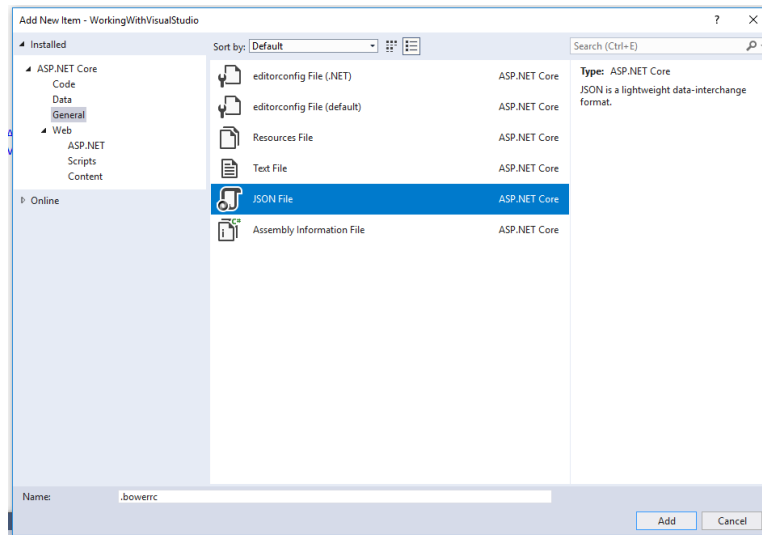 Add New Item - WorkingWithVisualStudio
?
Installed
Sort by: Default
Search (Ctrl+E)
ASP.NET Core
Code
Data
General
Web
ASP.NET
Scripts
Content
Online
editorconfig File (.NET) ASP.NET Core
editorconfig File (default) ASP.NET Core
Resources File ASP.NET Core
Text File ASP.NET Core
JSON File ASP.NET Core
Assembly Information File ASP.NET Core
Type: ASP.NET Core
JSON is a lightweight data-interchange
format.
Name: .bowerrc
Add Cancel